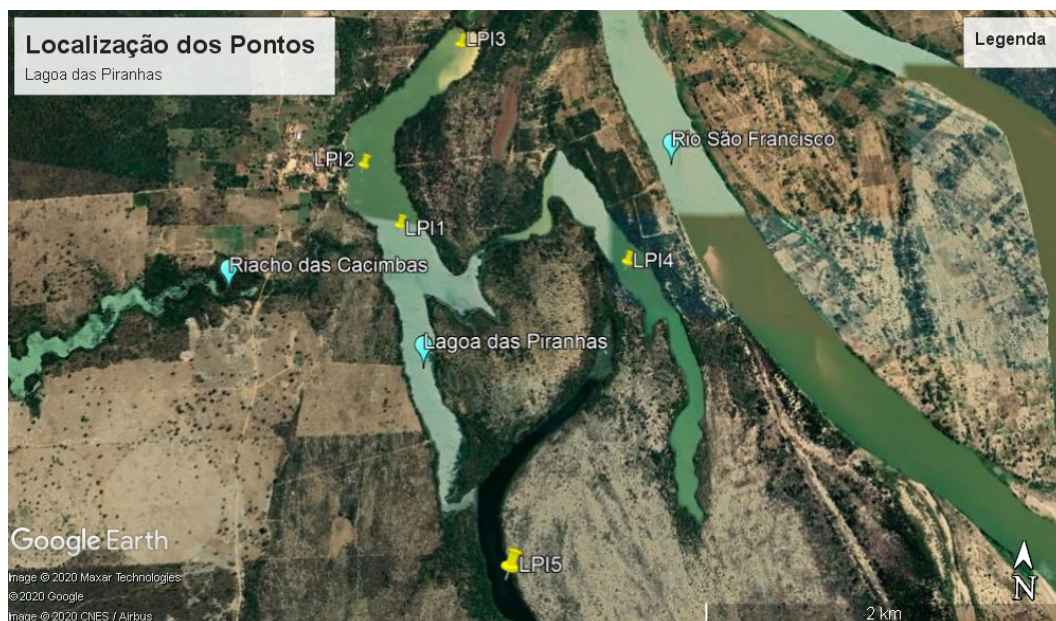 Localização dos Pontos
Lagoa das Piranhas
Legenda
LPI3
Rio São Francisco
LPI2
LPI1
LPI4
Riacho das Cacimbas
Lagoa das Piranhas
Google Earth
LPI5
Image © 2020 Maxar Technologies
© 2020 Google
Image © 2020 CNES / Airbus
2 km
N